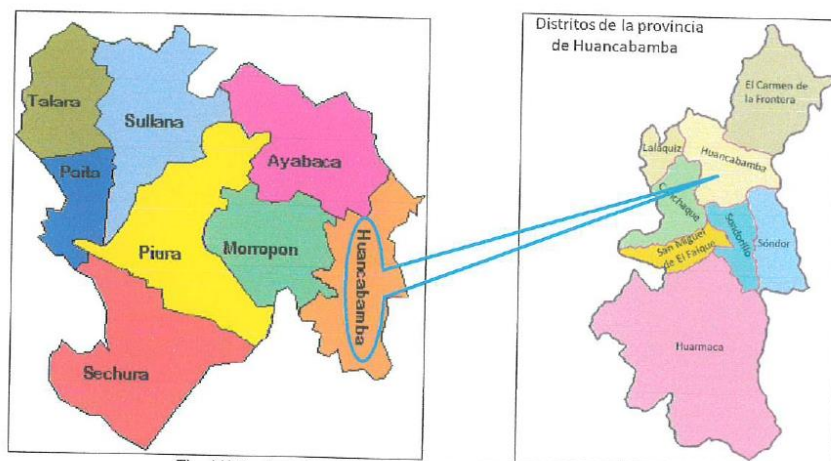 Talara
Sullana
Paita
Ayabaca
Piura
Morropon
Huancabamba
Sechura
Distritos de la provincia
de Huancabamba
El Carmen de
la Frontera
Lalaquiz
Huancabamba
Canchaque
Sondorillo
Sóndor
San Miguel
de El Faique
Huarmaca